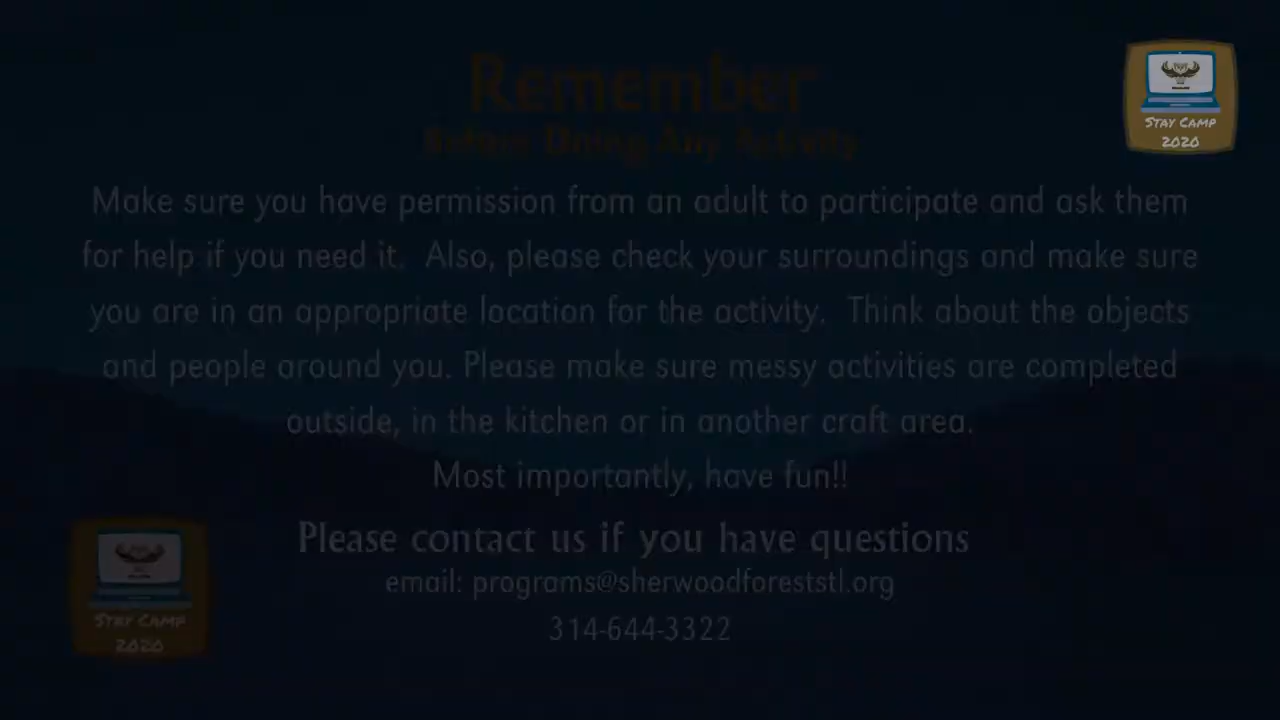 Remember
Before Doing Any Activity
Make sure you have permission from an adult to participate and ask them
for help if you need it. Also, please check your surroundings and make sure
you are in an appropriate location for the activity. Think about the objects
and people around you. Please make sure messy activities are completed
outside, in the kitchen or in another craft area.
Most importantly, have fun!!
Please contact us if you have questions
email: programs@sherwoodforeststl.org
314-644-3322
STAY CAMP
2020
STAY CAMP
2020